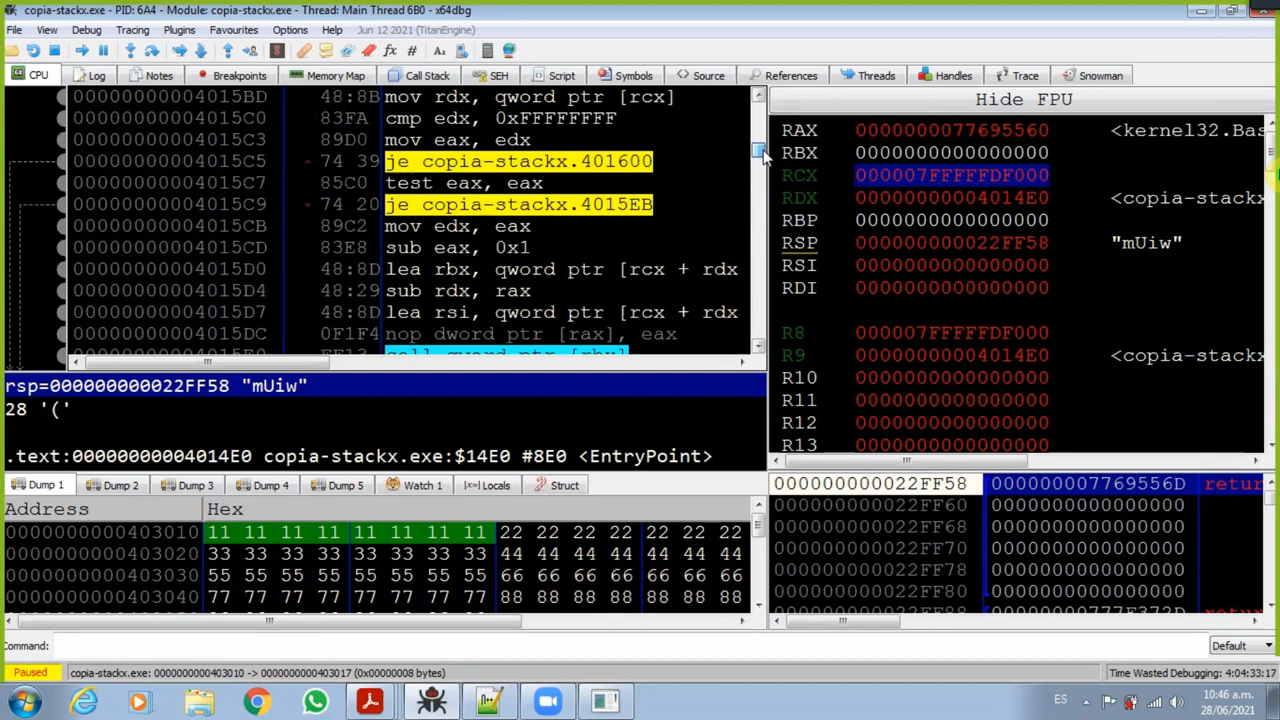 copia-stackx.exe - PID: 6A4 - Module: copia-stackx.exe - Thread: Main Thread 6B0 - x64dbg
File View Debug Tracing Plugins Favourites Options Help Jun 12 2021 (TitanEngine)
CPU Log Notes Breakpoints Memory Map Call Stack SEH Script Symbols Source References Threads Handles Trace Snowman
00000000004015BD 48:8B mov rdx, qword ptr [rcx]
00000000004015C0 83FA cmp edx, 0xFFFFFFFF
00000000004015C3 89D0 mov eax, edx
00000000004015C5 74 39 je copia-stackx.401600
00000000004015C7 85C0 test eax, eax
00000000004015C9 74 20 je copia-stackx.4015EB
00000000004015CB 89C2 mov edx, eax
00000000004015CD 83E8 sub eax, 0x1
00000000004015D0 48:8D lea rbx, qword ptr [rcx + rdx
00000000004015D4 48:29 sub rdx, rax
00000000004015D7 48:8D lea rsi, qword ptr [rcx + rdx
00000000004015DC 0F1F4 nop dword ptr [rax], eax
00000000004015E0 FF13 call qword ptr [rbx]
Hide FPU
RAX 0000000077695560 <kernel32.Bas
RBX 0000000000000000
RCX 000007FFFFFDF000
RDX 00000000004014E0 <copia-stackx
RBP 0000000000000000
RSP 000000000022FF58 "mUiw"
RSI 0000000000000000
RDI 0000000000000000
R8 000007FFFFFDF000
R9 00000000004014E0 <copia-stackx
R10 0000000000000000
R11 0000000000000000
R12 0000000000000000
R13 0000000000000000
rsp=000000000022FF58 "mUiw"
28 '('
.text:00000000004014E0 copia-stackx.exe:$14E0 #8E0 <EntryPoint>
Dump 1 Dump 2 Dump 3 Dump 4 Dump 5 Watch 1 [x=] Locals Struct
Address Hex
0000000000403010 11 11 11 11 11 11 11 11 22 22 22 22 22 22 22
0000000000403020 33 33 33 33 33 33 33 33 44 44 44 44 44 44 44
0000000000403030 55 55 55 55 55 55 55 55 66 66 66 66 66 66 66
0000000000403040 77 77 77 77 77 77 77 77 88 88 88 88 88 88 88
000000000022FF58 000000007769556D retur
000000000022FF60 0000000000000000
000000000022FF68 0000000000000000
000000000022FF70 0000000000000000
000000000022FF78 0000000000000000
000000000022FF80 0000000000000000
000000000022FF88 00000000777F372D retur
Command: Default
Paused copia-stackx.exe: 0000000000403010 -> 0000000000403017 (0x00000008 bytes) Time Wasted Debugging: 4:04:33:17
ES 10:46 a.m.
28/06/2021